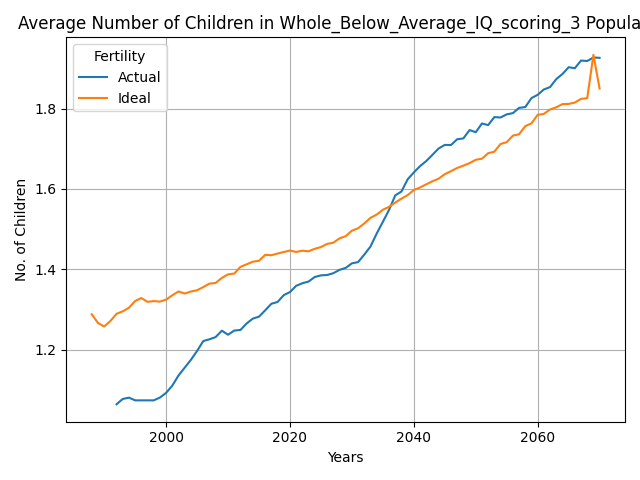 Average Number of Children in Whole_Below_Average_IQ_scoring_3 Popula
Fertility
Actual
Ideal
No. of Children
1.8
1.6
1.4
1.2
2000 2020 2040 2060
Years